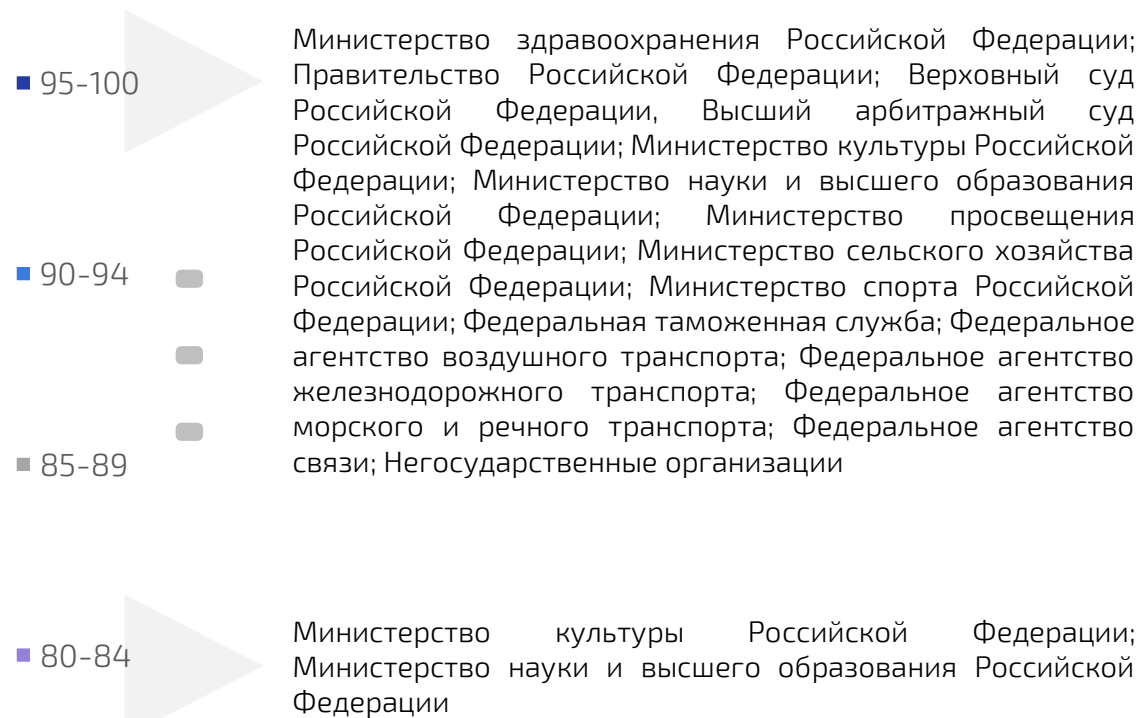 95-100
Министерство здравоохранения Российской Федерации;
Правительство Российской Федерации; Верховный суд
Российской Федерации, Высший арбитражный суд
Российской Федерации; Министерство культуры Российской
Федерации; Министерство науки и высшего образования
Российской Федерации; Министерство просвещения
Российской Федерации; Министерство сельского хозяйства
Российской Федерации; Министерство спорта Российской
Федерации; Федеральная таможенная служба; Федеральное
агентство воздушного транспорта; Федеральное агентство
железнодорожного транспорта; Федеральное агентство
морского и речного транспорта; Федеральное агентство
связи; Негосударственные организации
90-94
85-89
80-84
Министерство культуры Российской Федерации;
Министерство науки и высшего образования Российской
Федерации